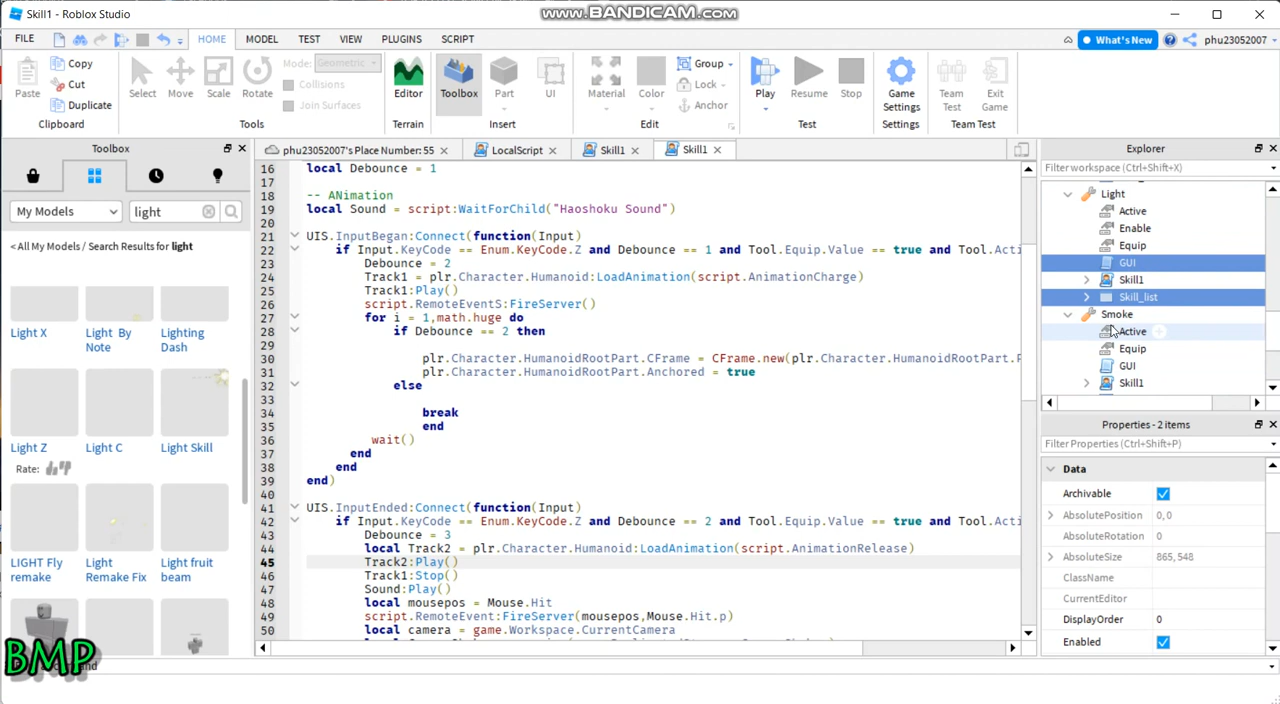 www.BANDICAM.com
Skill1 - Roblox Studio
FILE
HOME
MODEL
TEST
VIEW
PLUGINS
SCRIPT
What's New
phu23052007
Paste
Copy
Cut
Duplicate
Clipboard
Select
Move
Scale
Rotate
Mode: Geometric
Collisions
Join Surfaces
Tools
Editor
Terrain
Toolbox
Part
UI
Insert
Material
Color
Group
Lock
Anchor
Edit
Play
Resume
Stop
Test
Game
Settings
Settings
Team
Test
Exit
Game
Team Test
Toolbox
My Models
light
< All My Models / Search Results for light
Light X
Light By
Note
Lighting
Dash
Light Z
Light C
Light Skill
Rate:
LIGHT Fly
remake
Light
Remake Fix
Light fruit
beam
BMP
phu23052007's Place Number: 55
LocalScript
Skill1
Skill1
16 local Debounce = 1
17
18 -- ANimation
19 local Sound = script:WaitForChild("Haoshoku Sound")
20
21 UIS.InputBegan:Connect(function(Input)
22 if Input.KeyCode == Enum.KeyCode.Z and Debounce == 1 and Tool.Equip.Value == true and Tool.Acti
23 Debounce = 2
24 Track1 = plr.Character.Humanoid:LoadAnimation(script.AnimationCharge)
25 Track1:Play()
26 script.RemoteEventS:FireServer()
27 for i = 1,math.huge do
28 if Debounce == 2 then
30 plr.Character.HumanoidRootPart.CFrame = CFrame.new(plr.Character.HumanoidRootPart.P
31 plr.Character.HumanoidRootPart.Anchored = true
32 else
33
34 break
35 end
36 wait()
37 end
38 end
39 end)
40
41 UIS.InputEnded:Connect(function(Input)
42 if Input.KeyCode == Enum.KeyCode.Z and Debounce == 2 and Tool.Equip.Value == true and Tool.Acti
43 Debounce = 3
44 local Track2 = plr.Character.Humanoid:LoadAnimation(script.AnimationRelease)
45 Track2:Play()
46 Track1:Stop()
47 Sound:Play()
48 local mousepos = Mouse.Hit
49 script.RemoteEvent:FireServer(mousepos,Mouse.Hit.p)
50 local camera = game.Workspace.CurrentCamera
Explorer
Filter workspace (Ctrl+Shift+X)
Light
Active
Enable
Equip
GUI
Skill1
Skill_list
Smoke
Active
Equip
GUI
Skill1
Properties - 2 items
Filter Properties (Ctrl+Shift+P)
Data
Archivable
AbsolutePosition 0, 0
AbsoluteRotation 0
AbsoluteSize 865, 548
ClassName
CurrentEditor
DisplayOrder 0
Enabled